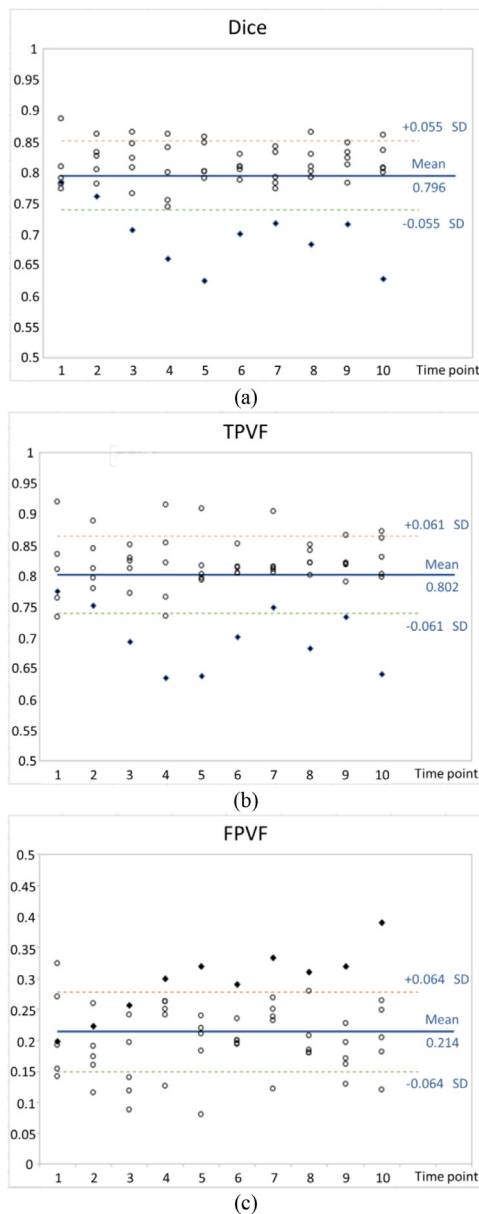 Dice
1
0.95
0.9
0.85
+0.055 SD
0.8
Mean
0.796
0.75
-0.055 SD
0.7
0.65
0.6
0.55
0.5
1 2 3 4 5 6 7 8 9 10 Time point
(a)
TPVF
1
0.95
0.9
0.85
+0.061 SD
0.8
Mean
0.802
0.75
-0.061 SD
0.7
0.65
0.6
0.55
0.5
1 2 3 4 5 6 7 8 9 10 Time point
(b)
FPVF
0.5
0.45
0.4
0.35
0.3
+0.064 SD
0.25
Mean
0.2
0.214
0.15
-0.064 SD
0.1
0.05
0
1 2 3 4 5 6 7 8 9 10 Time point
(c)